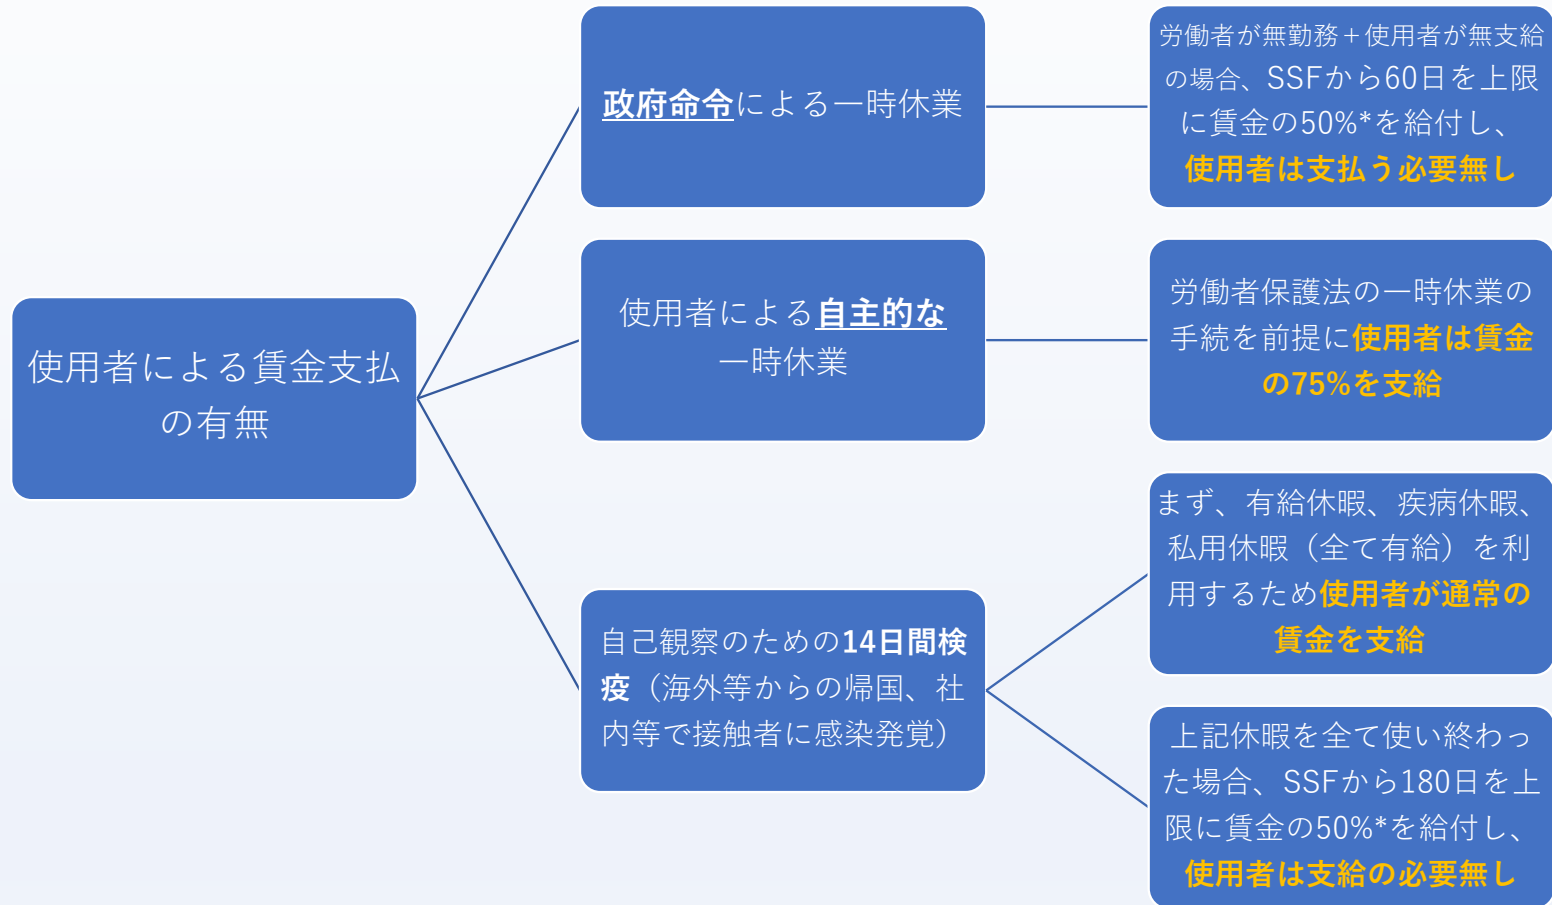 使用者による賃金支払
の有無
政府命令による一時休業
労働者が無勤務＋使用者が無支給
の場合、SSFから60日を上限
に賃金の50%*を給付し、
使用者は支払う必要無し
使用者による自主的な
一時休業
労働者保護法の一時休業の
手続を前提に使用者は賃金
の75%を支給
自己観察のための14日間検
疫（海外等からの帰国、社
内等で接触者に感染発覚）
まず、有給休暇、疾病休暇、
私用休暇（全て有給）を利
用するため使用者が通常の
賃金を支給
上記休暇を全て使い終わっ
た場合、SSFから180日を上
限に賃金の50%*を給付し、
使用者は支給の必要無し